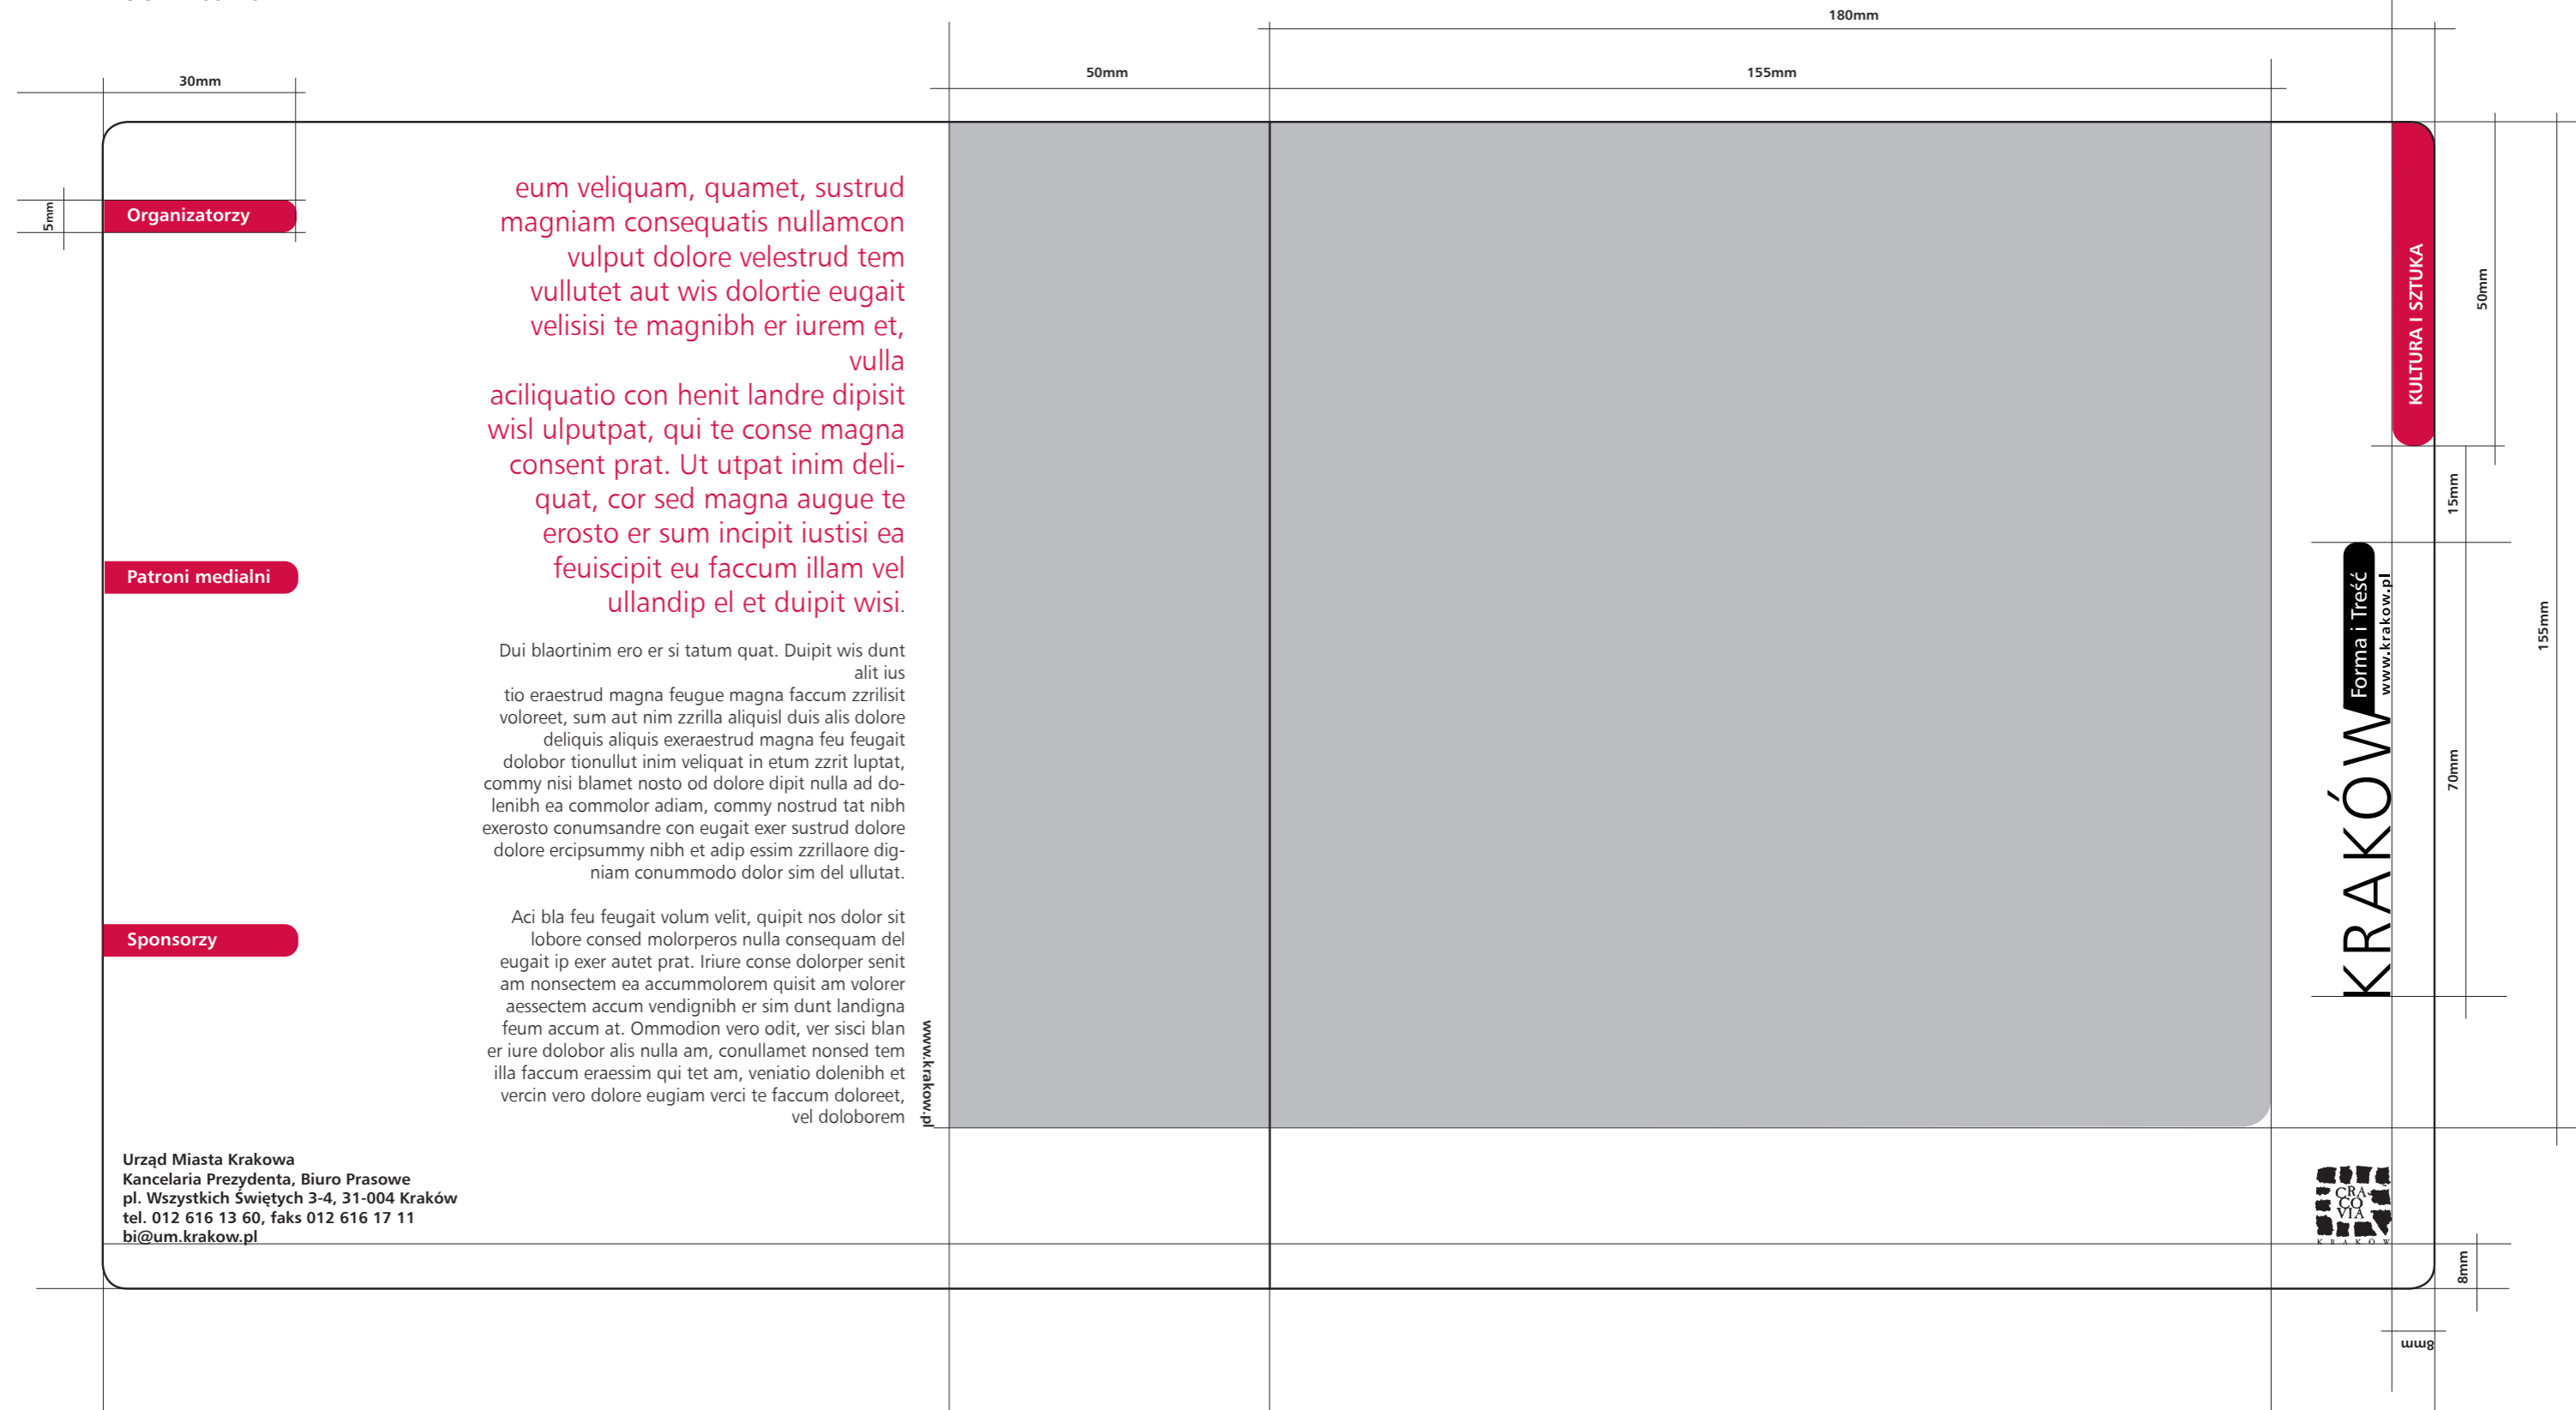 180mm
30mm
50mm
155mm
Organizatorzy
5mm
Patroni medialni
Sponsorzy
eum veliquam, quamet, sustrud
magniam consequatis nullamcon
vulput dolore velestrud tem
vullutet aut wis dolortie eugait
velisisi te magnibh er iurem et,
vulla
aciliquatio con henit landre dipisit
wisl ulputpat, qui te conse magna
consent prat. Ut utpat inim deli-
quat, cor sed magna augue te
erosto er sum incipit iustisi ea
feuiscipit eu faccum illam vel
ullandip el et duipit wisi.
Dui blaortinim ero er si tatum quat. Duipit wis dunt
alit ius
tio eraestrud magna feugue magna faccum zzrilisit
voloreet, sum aut nim zzrilla aliquisl duis alis dolore
deliquis aliquis exeraestrud magna feu feugait
dolobor tionullut inim veliquat in etum zzrit luptat,
commy nisi blamet nosto od dolore dipit nulla ad do-
lenibh ea commolor adiam, commy nostrud tat nibh
exerosto conumsandre con eugait exer sustrud dolore
dolore ercipsummy nibh et adip essim zzrillaore dig-
niam conummodo dolor sim del ullutat.
Aci bla feu feugait volum velit, quipit nos dolor sit
lobore consed molorperos nulla consequam del
eugait ip exer autet prat. Iriure conse dolorper senit
am nonsectem ea accummolorem quisit am volorer
aessectem accum vendignibh er sim dunt landigna
feum accum at. Ommodion vero odit, ver sisci blan
er iure dolobor alis nulla am, conullamet nonsed tem
illa faccum eraessim qui tet am, veniatio dolenibh et
vercin vero dolore eugiam verci te faccum doloreet,
vel doloborem
www.krakow.pl
Urząd Miasta Krakowa
Kancelaria Prezydenta, Biuro Prasowe
pl. Wszystkich Świętych 3-4, 31-004 Kraków
tel. 012 616 13 60, faks 012 616 17 11
bi@um.krakow.pl
KULTURA I SZTUKA
50mm
15mm
155mm
70mm
KRAKÓW
Forma i Treść
www.krakow.pl
CRA
CO
VIA
KRAKOW
8mm
8mm